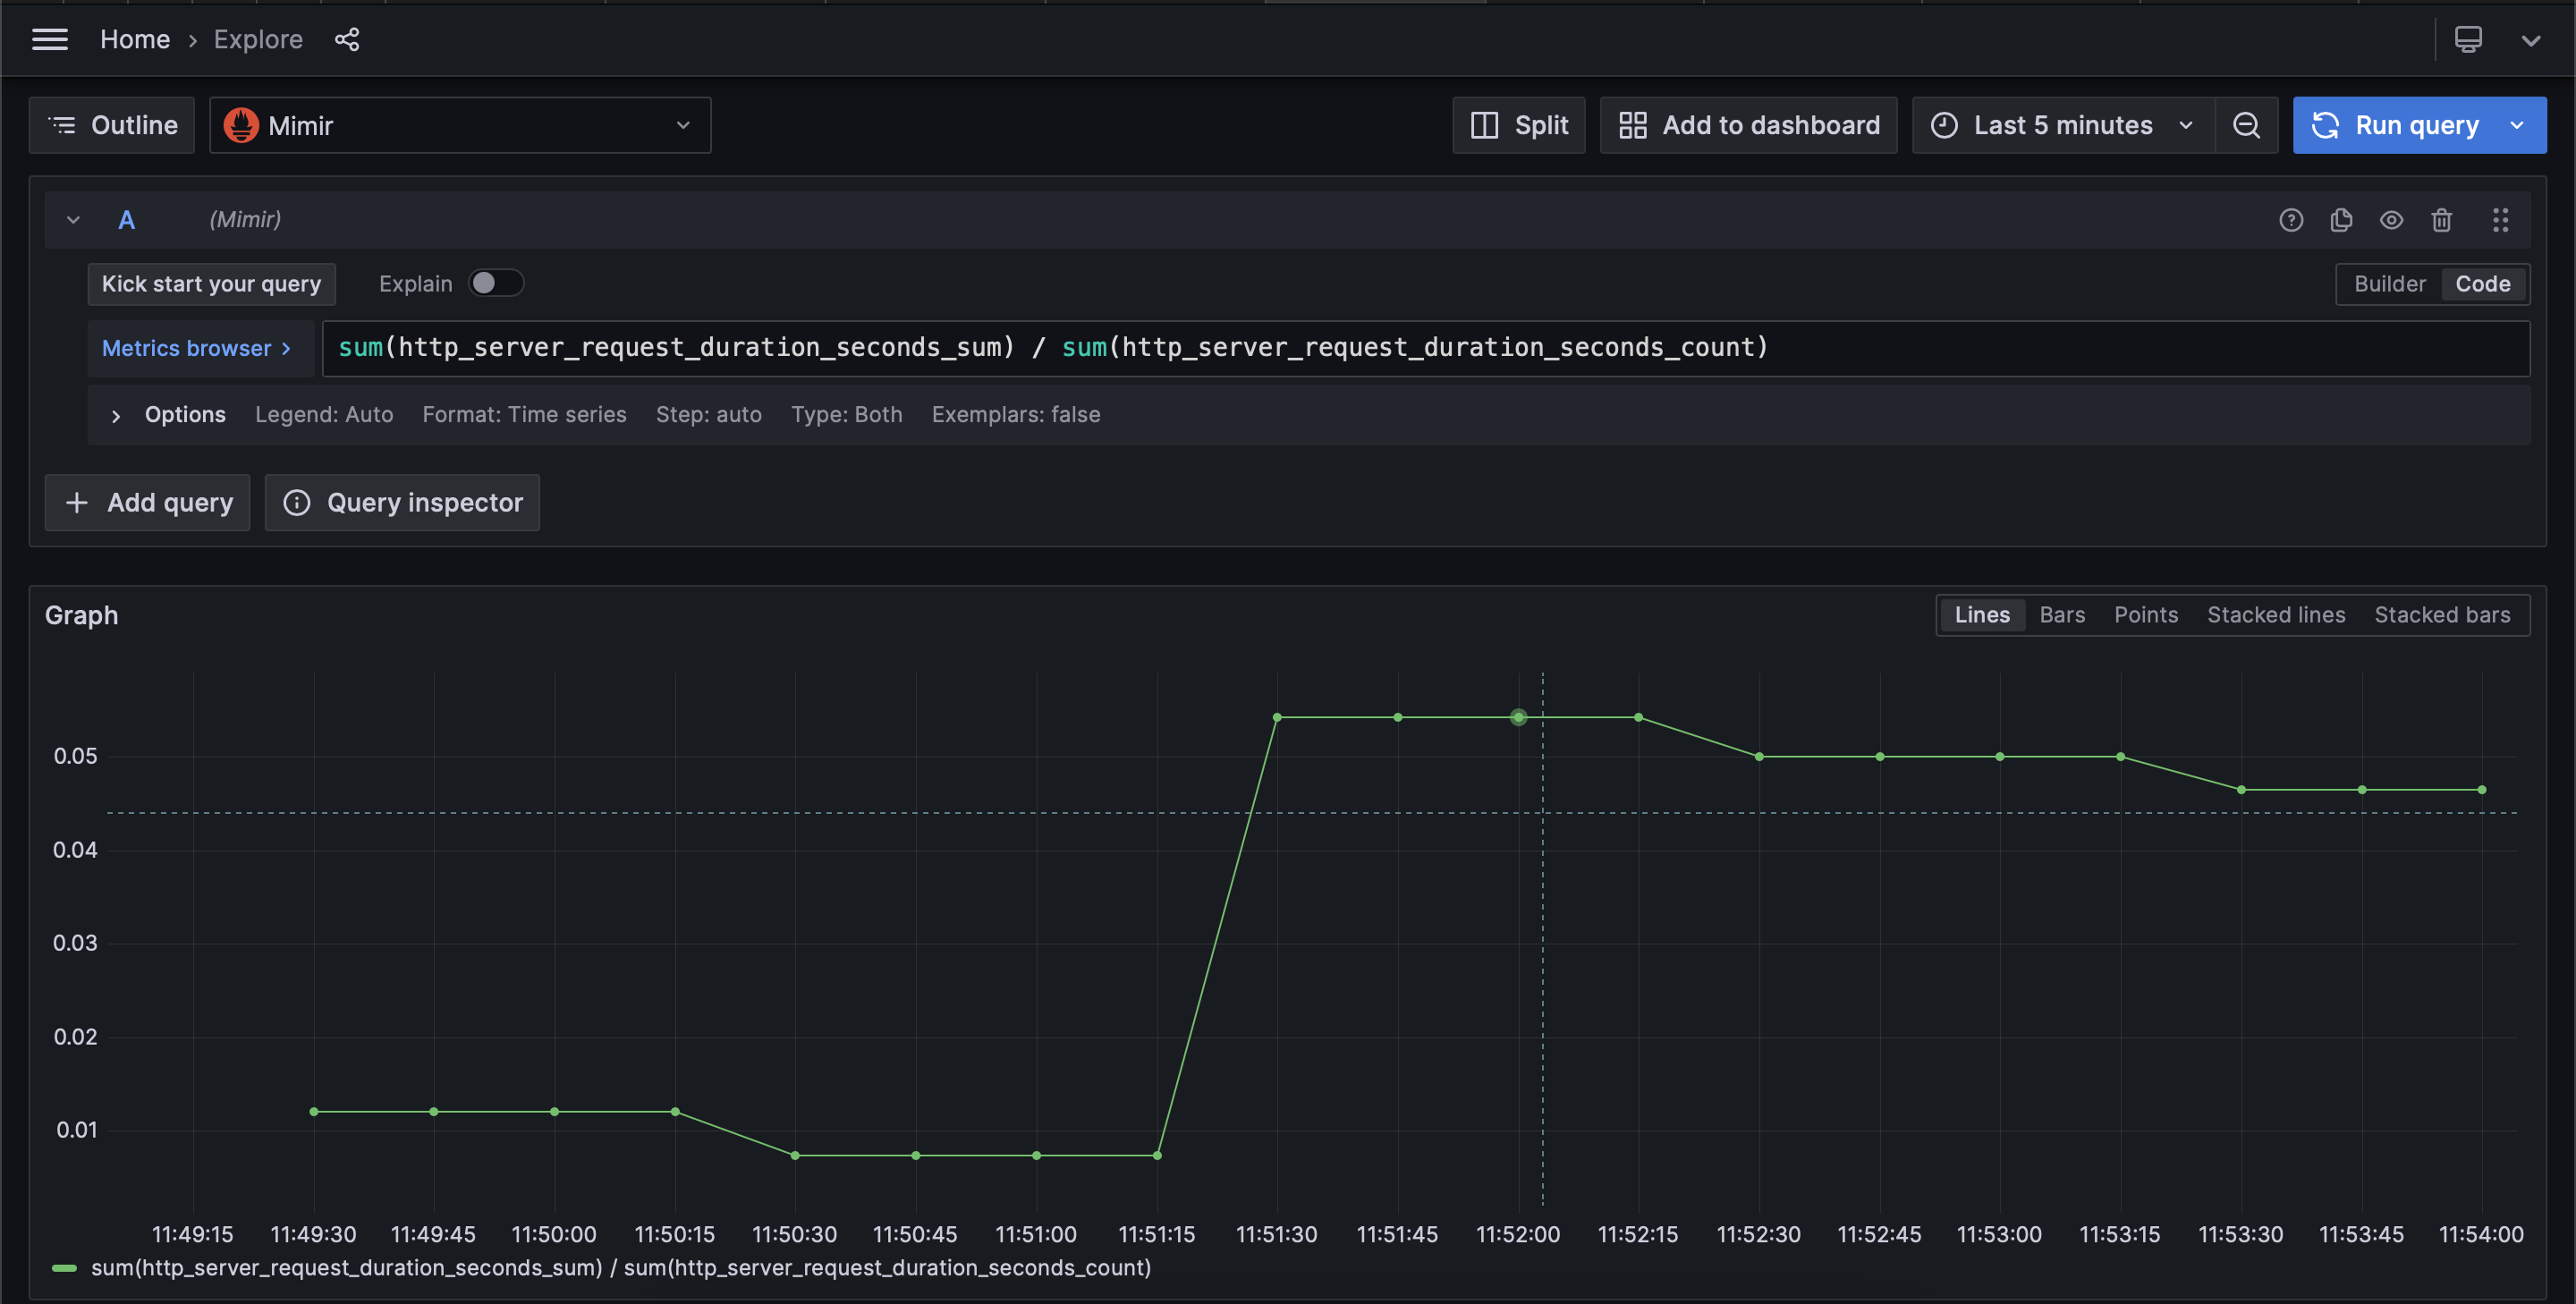 Home › Explore
Outline Mimir Split Add to dashboard Last 5 minutes Run query
A (Mimir)
Kick start your query Explain Builder Code
Metrics browser > sum(http_server_request_duration_seconds_sum) / sum(http_server_request_duration_seconds_count)
Options Legend: Auto Format: Time series Step: auto Type: Both Exemplars: false
+ Add query Query inspector
Graph Lines Bars Points Stacked lines Stacked bars
0.05
0.04
0.03
0.02
0.01
11:49:15 11:49:30 11:49:45 11:50:00 11:50:15 11:50:30 11:50:45 11:51:00 11:51:15 11:51:30 11:51:45 11:52:00 11:52:15 11:52:30 11:52:45 11:53:00 11:53:15 11:53:30 11:53:45 11:54:00
sum(http_server_request_duration_seconds_sum) / sum(http_server_request_duration_seconds_count)